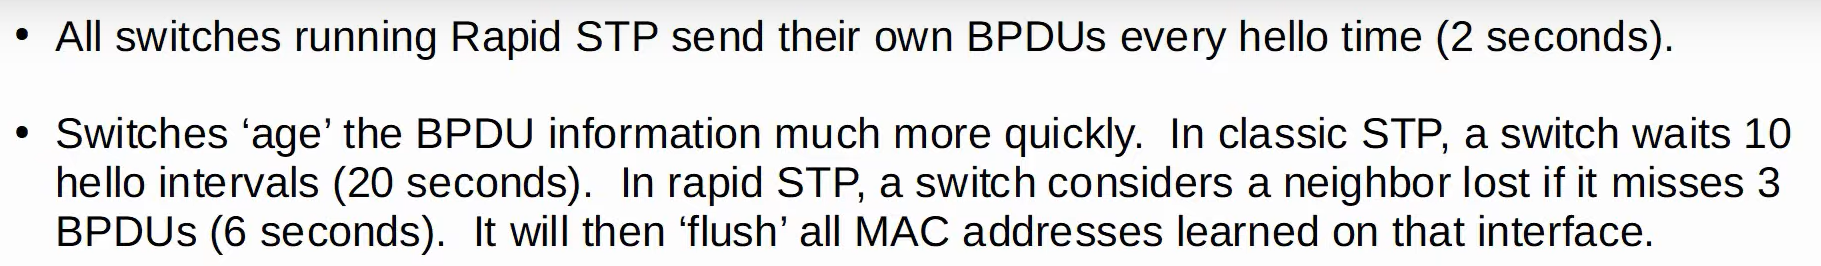 • All switches running Rapid STP send their own BPDUs every hello time (2 seconds).
• Switches ‘age’ the BPDU information much more quickly.  In classic STP, a switch waits 10
hello intervals (20 seconds).  In rapid STP, a switch considers a neighbor lost if it misses 3
BPDUs (6 seconds).  It will then ‘flush’ all MAC addresses learned on that interface.